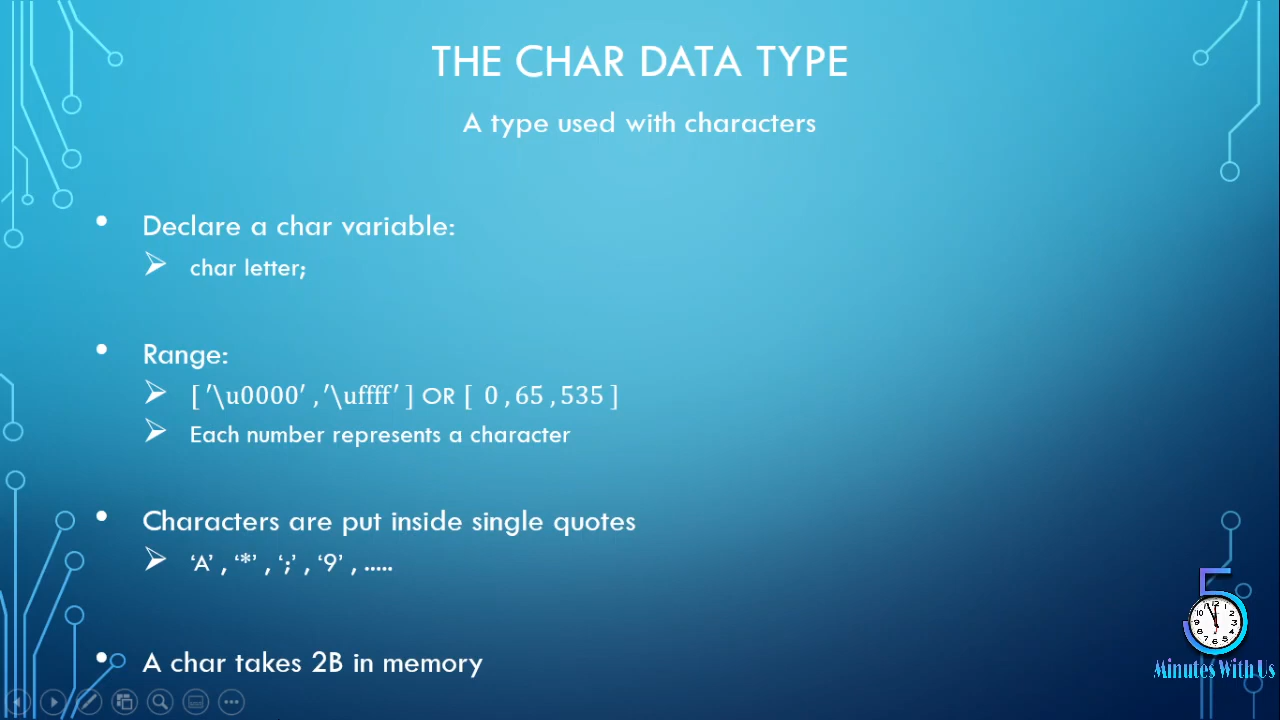 THE CHAR DATA TYPE
A type used with characters
• Declare a char variable:
➢ char letter;
• Range:
➢ [ '\u0000' , '\uffff' ] OR [ 0 , 65 , 535 ]
➢ Each number represents a character
• Characters are put inside single quotes
➢ ‘A’ , ‘*’ , ‘;’ , ‘9’ , .....
• A char takes 2B in memory
5
Minutes With Us